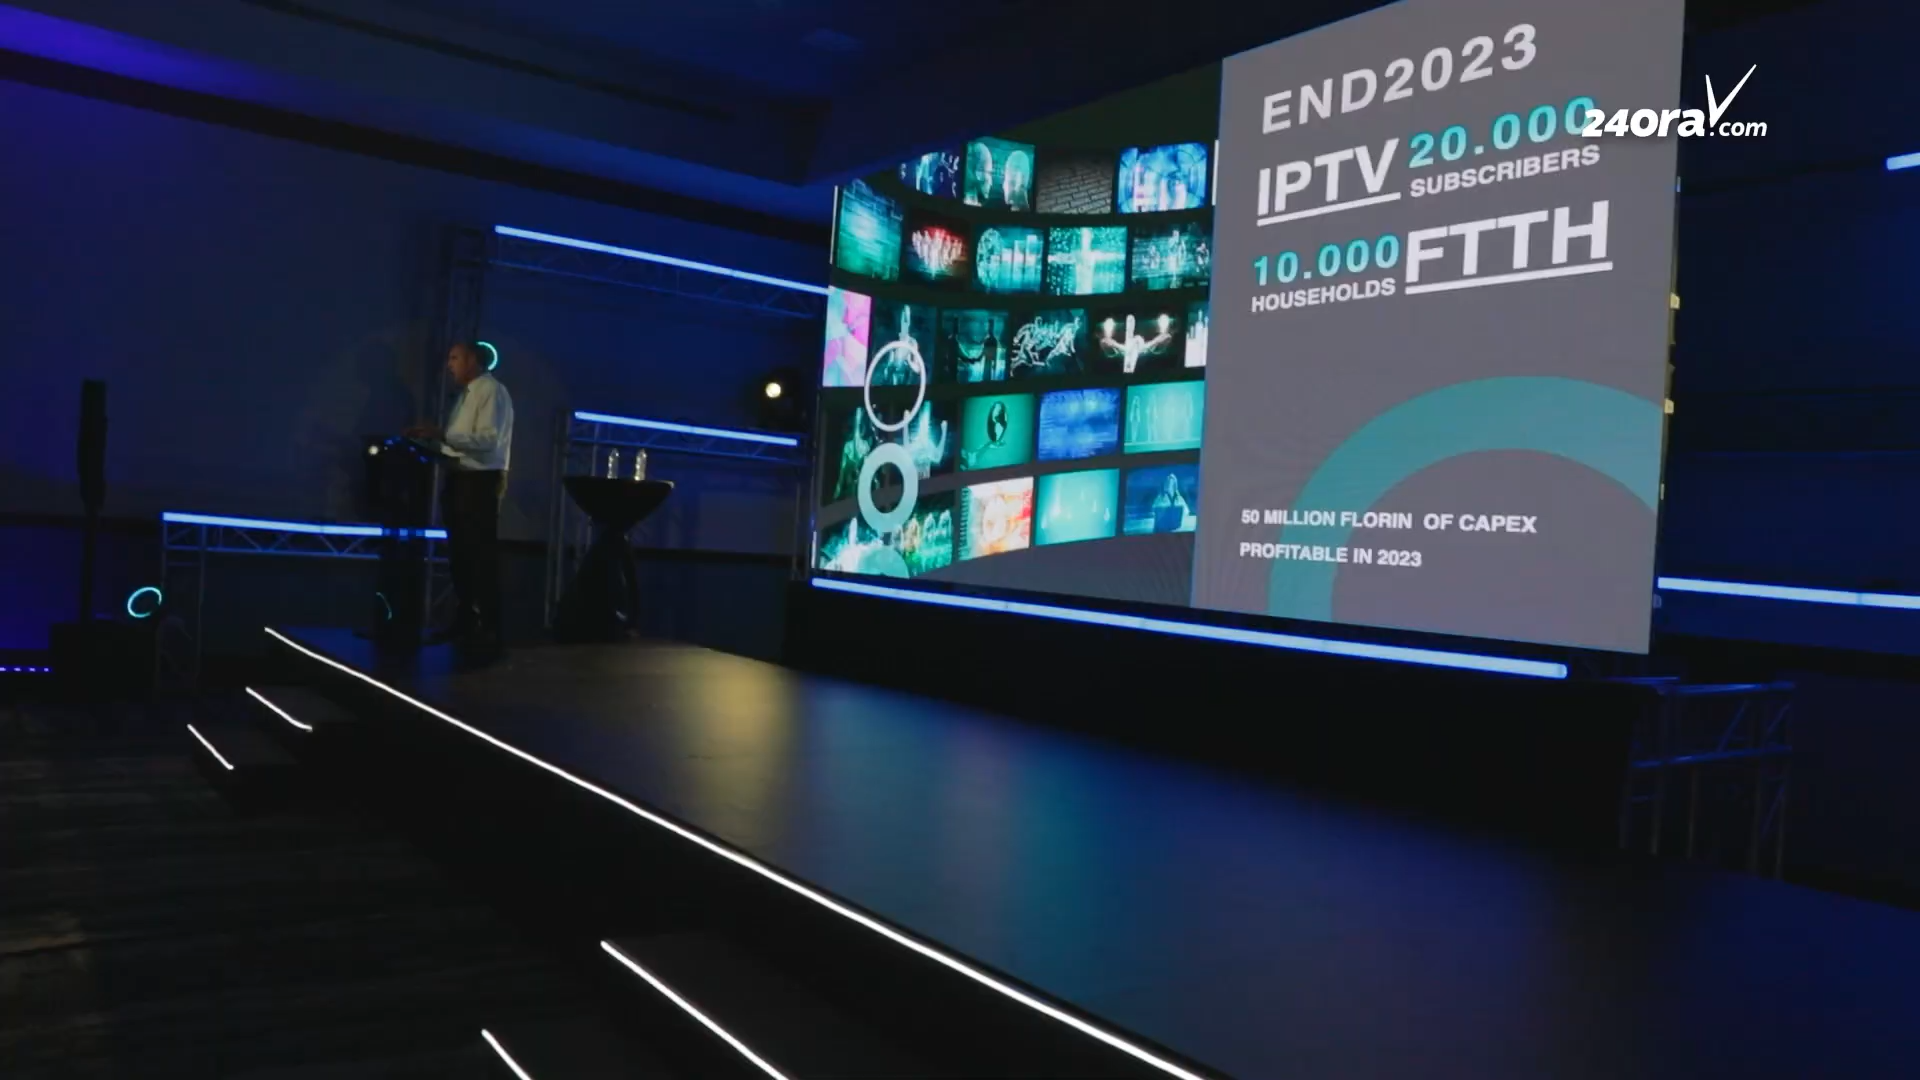 END2023
24ora.com
IPTV 20.000
SUBSCRIBERS
10.000 FTTH
HOUSEHOLDS
50 MILLION FLORIN OF CAPEX
PROFITABLE IN 2023